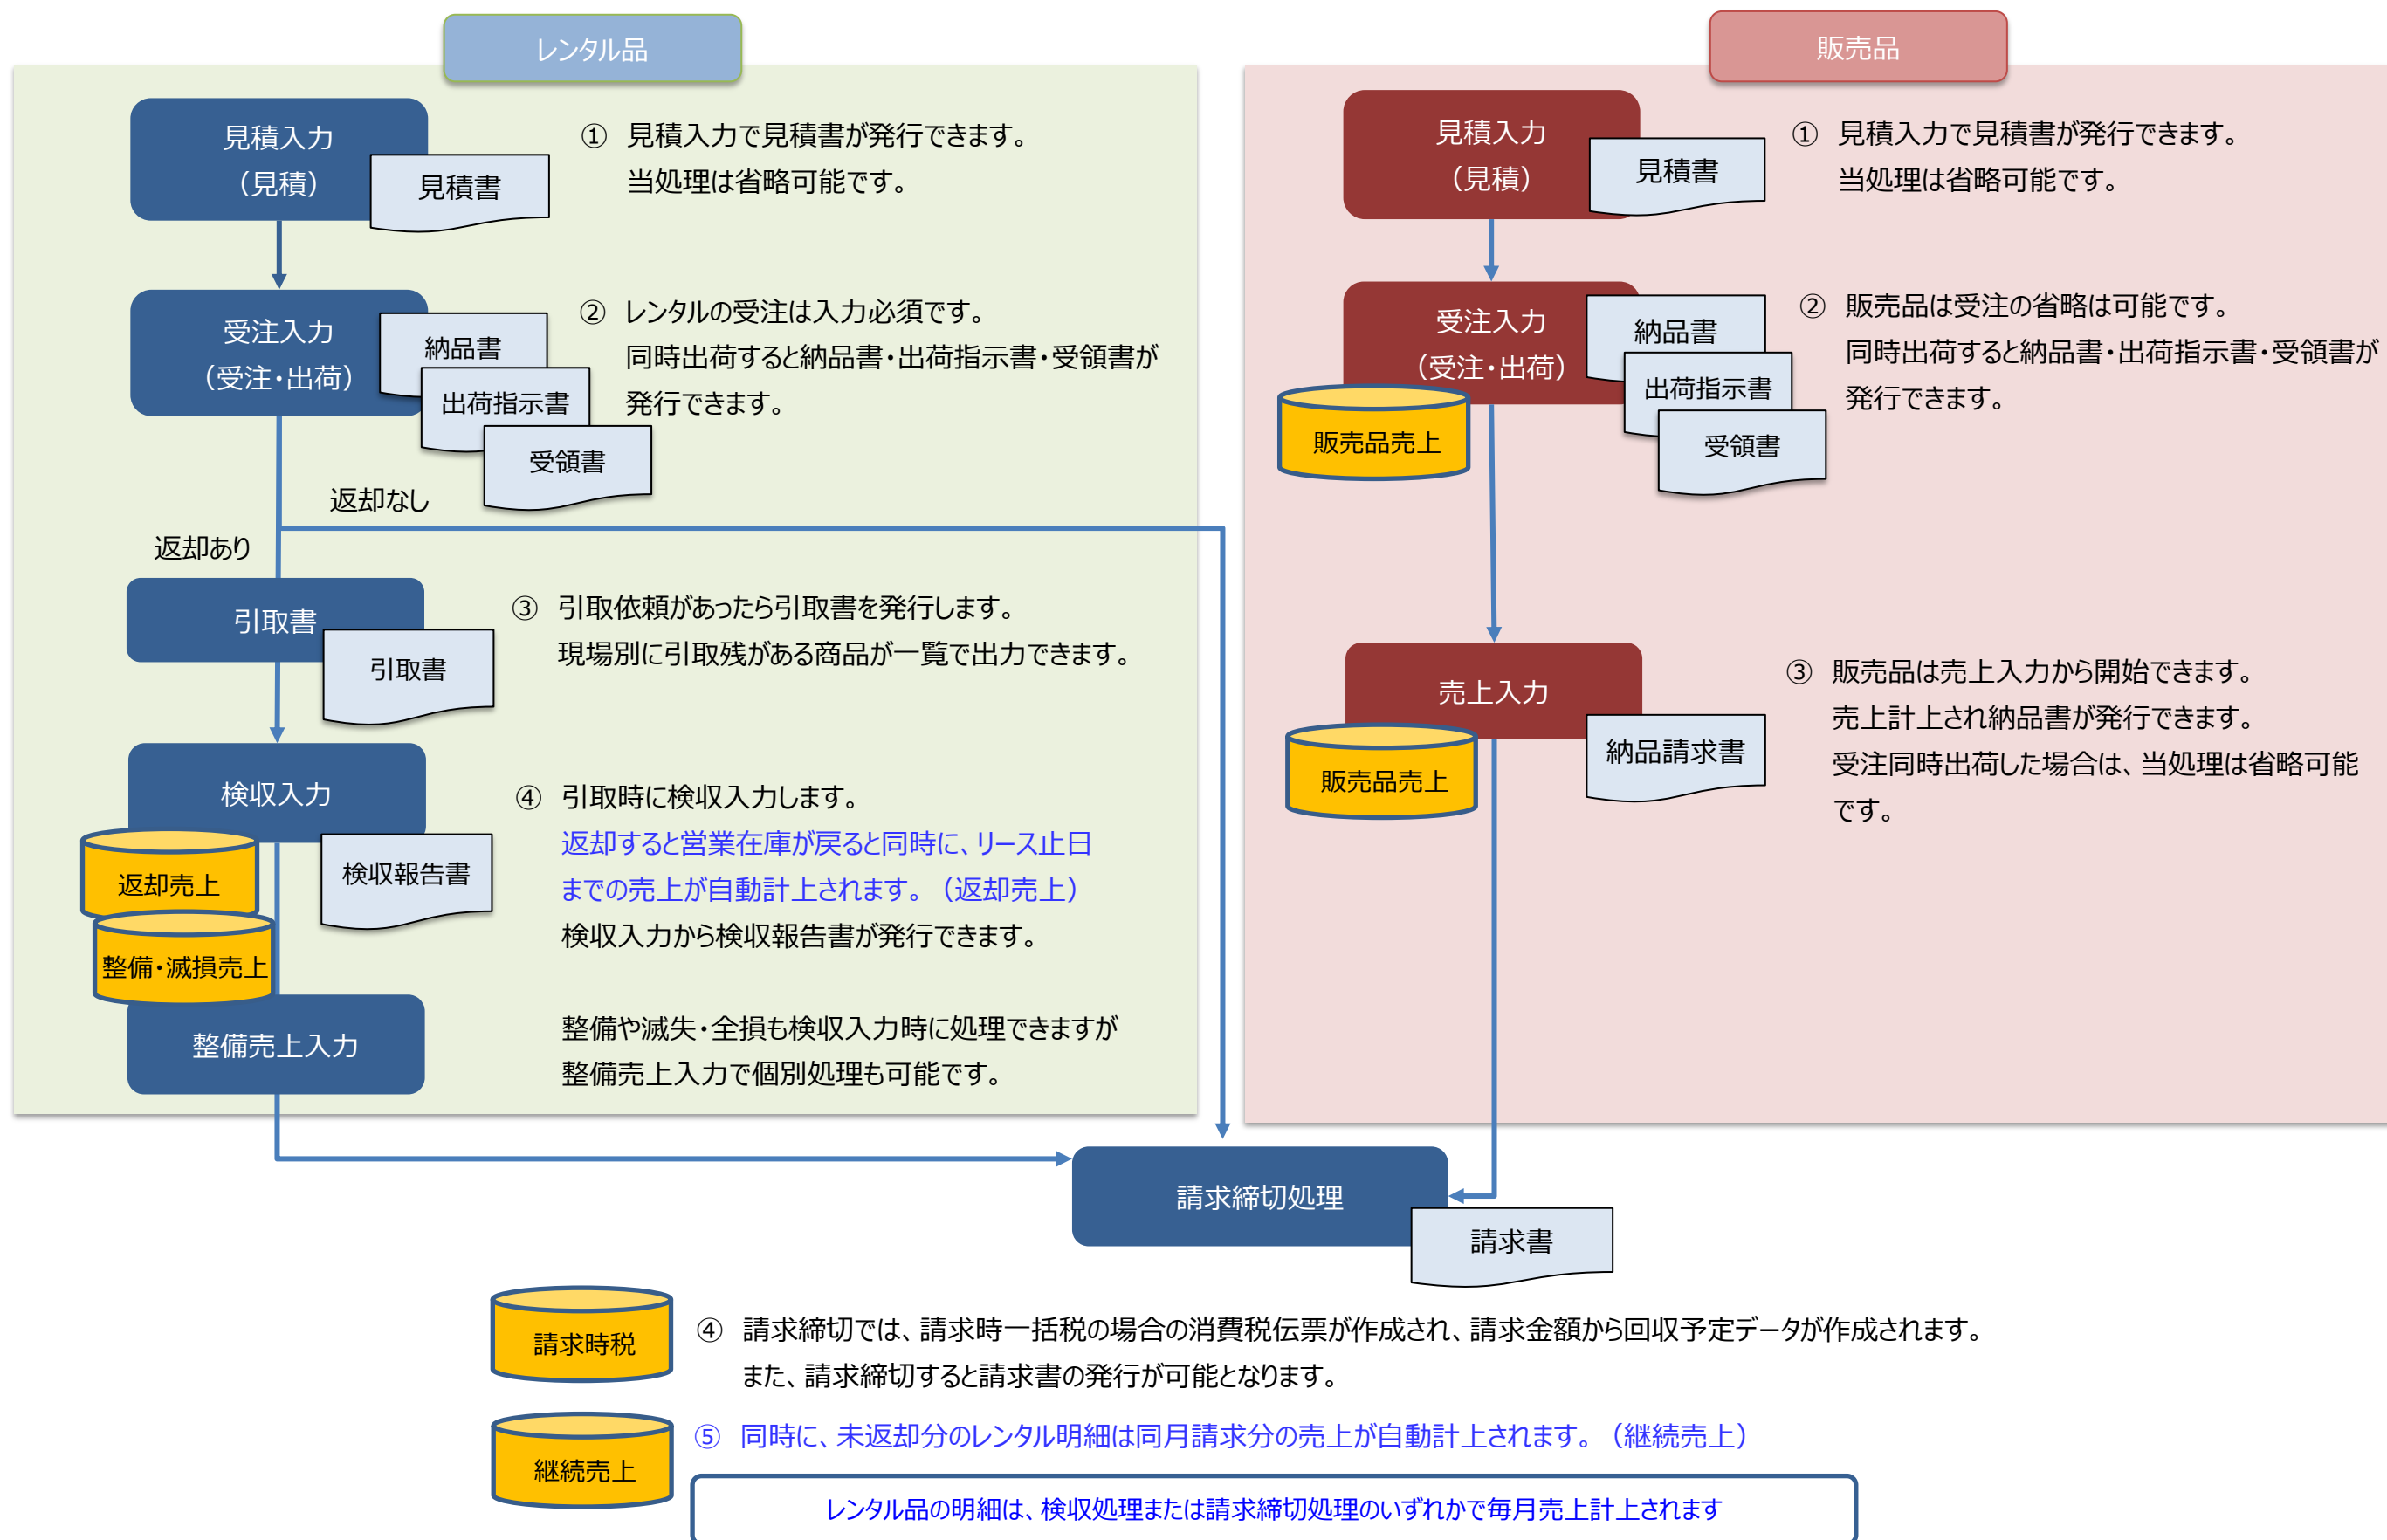 レンタル品
見積入力
（見積）
見積書
① 見積入力で見積書が発行できます。
当処理は省略可能です。
受注入力
（受注・出荷）
納品書
出荷指示書
受領書
② レンタルの受注は入力必須です。
同時出荷すると納品書・出荷指示書・受領書が
発行できます。
返却なし
返却あり
引取書
引取書
③ 引取依頼があったら引取書を発行します。
現場別に引取残がある商品が一覧で出力できます。
検収入力
検収報告書
返却売上
整備・滅損売上
④ 引取時に検収入力します。
返却すると営業在庫が戻ると同時に、リース止日
までの売上が自動計上されます。（返却売上）
検収入力から検収報告書が発行できます。
整備や滅失・全損も検収入力時に処理できますが
整備売上入力で個別処理も可能です。
整備売上入力
販売品
見積入力
（見積）
見積書
① 見積入力で見積書が発行できます。
当処理は省略可能です。
受注入力
（受注・出荷）
納品書
出荷指示書
受領書
販売品売上
② 販売品は受注の省略は可能です。
同時出荷すると納品書・出荷指示書・受領書が
発行できます。
売上入力
納品請求書
販売品売上
③ 販売品は売上入力から開始できます。
売上計上され納品書が発行できます。
受注同時出荷した場合は、当処理は省略可能
です。
請求締切処理
請求書
請求時税
④ 請求締切では、請求時一括税の場合の消費税伝票が作成され、請求金額から回収予定データが作成されます。
また、請求締切すると請求書の発行が可能となります。
継続売上
⑤ 同時に、未返却分のレンタル明細は同月請求分の売上が自動計上されます。（継続売上）
レンタル品の明細は、検収処理または請求締切処理のいずれかで毎月売上計上されます